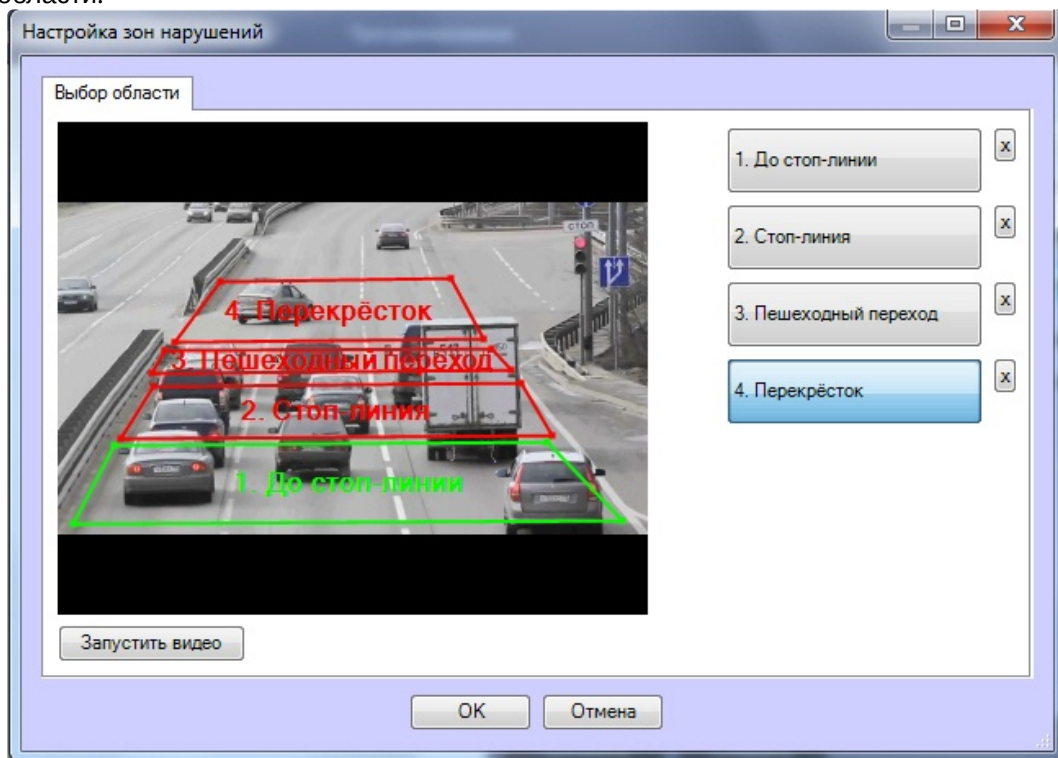 области.
Настройка зон нарушений
Выбор области
СТОП
4. Перекрёсток
3. Пешеходный переход
2. Стоп-линия
1. До стоп-линии
1. До стоп-линии
x
2. Стоп-линия
x
3. Пешеходный переход
x
4. Перекрёсток
x
Запустить видео
OK
Отмена